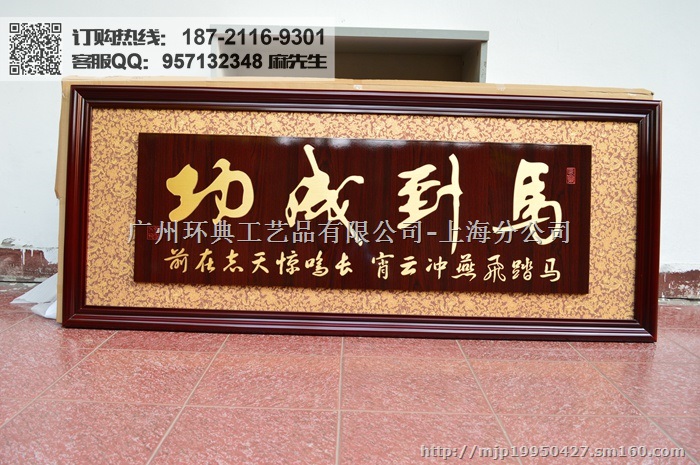 订购热线：187-2116-9301
客服QQ：957132348 麻先生
马到成功
广州环典工艺品有限公司-上海分公司
马踏飛燕冲云宵 长鸣惊天志在前
http://mjp19950427.sm160.com